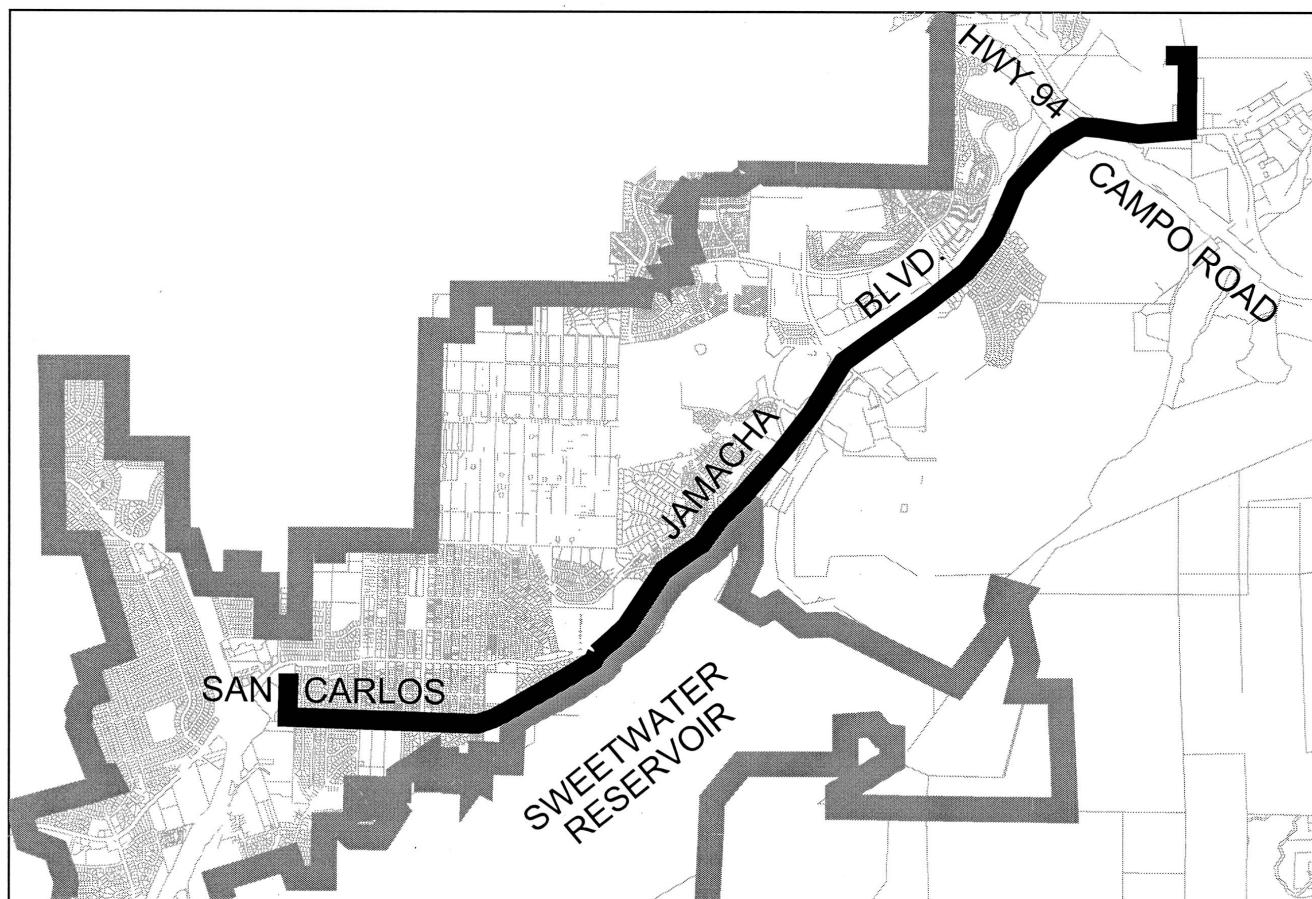 HWY 94
CAMPO ROAD
BLVD.
JAMACHA
SAN CARLOS
SWEETWATER
RESERVOIR